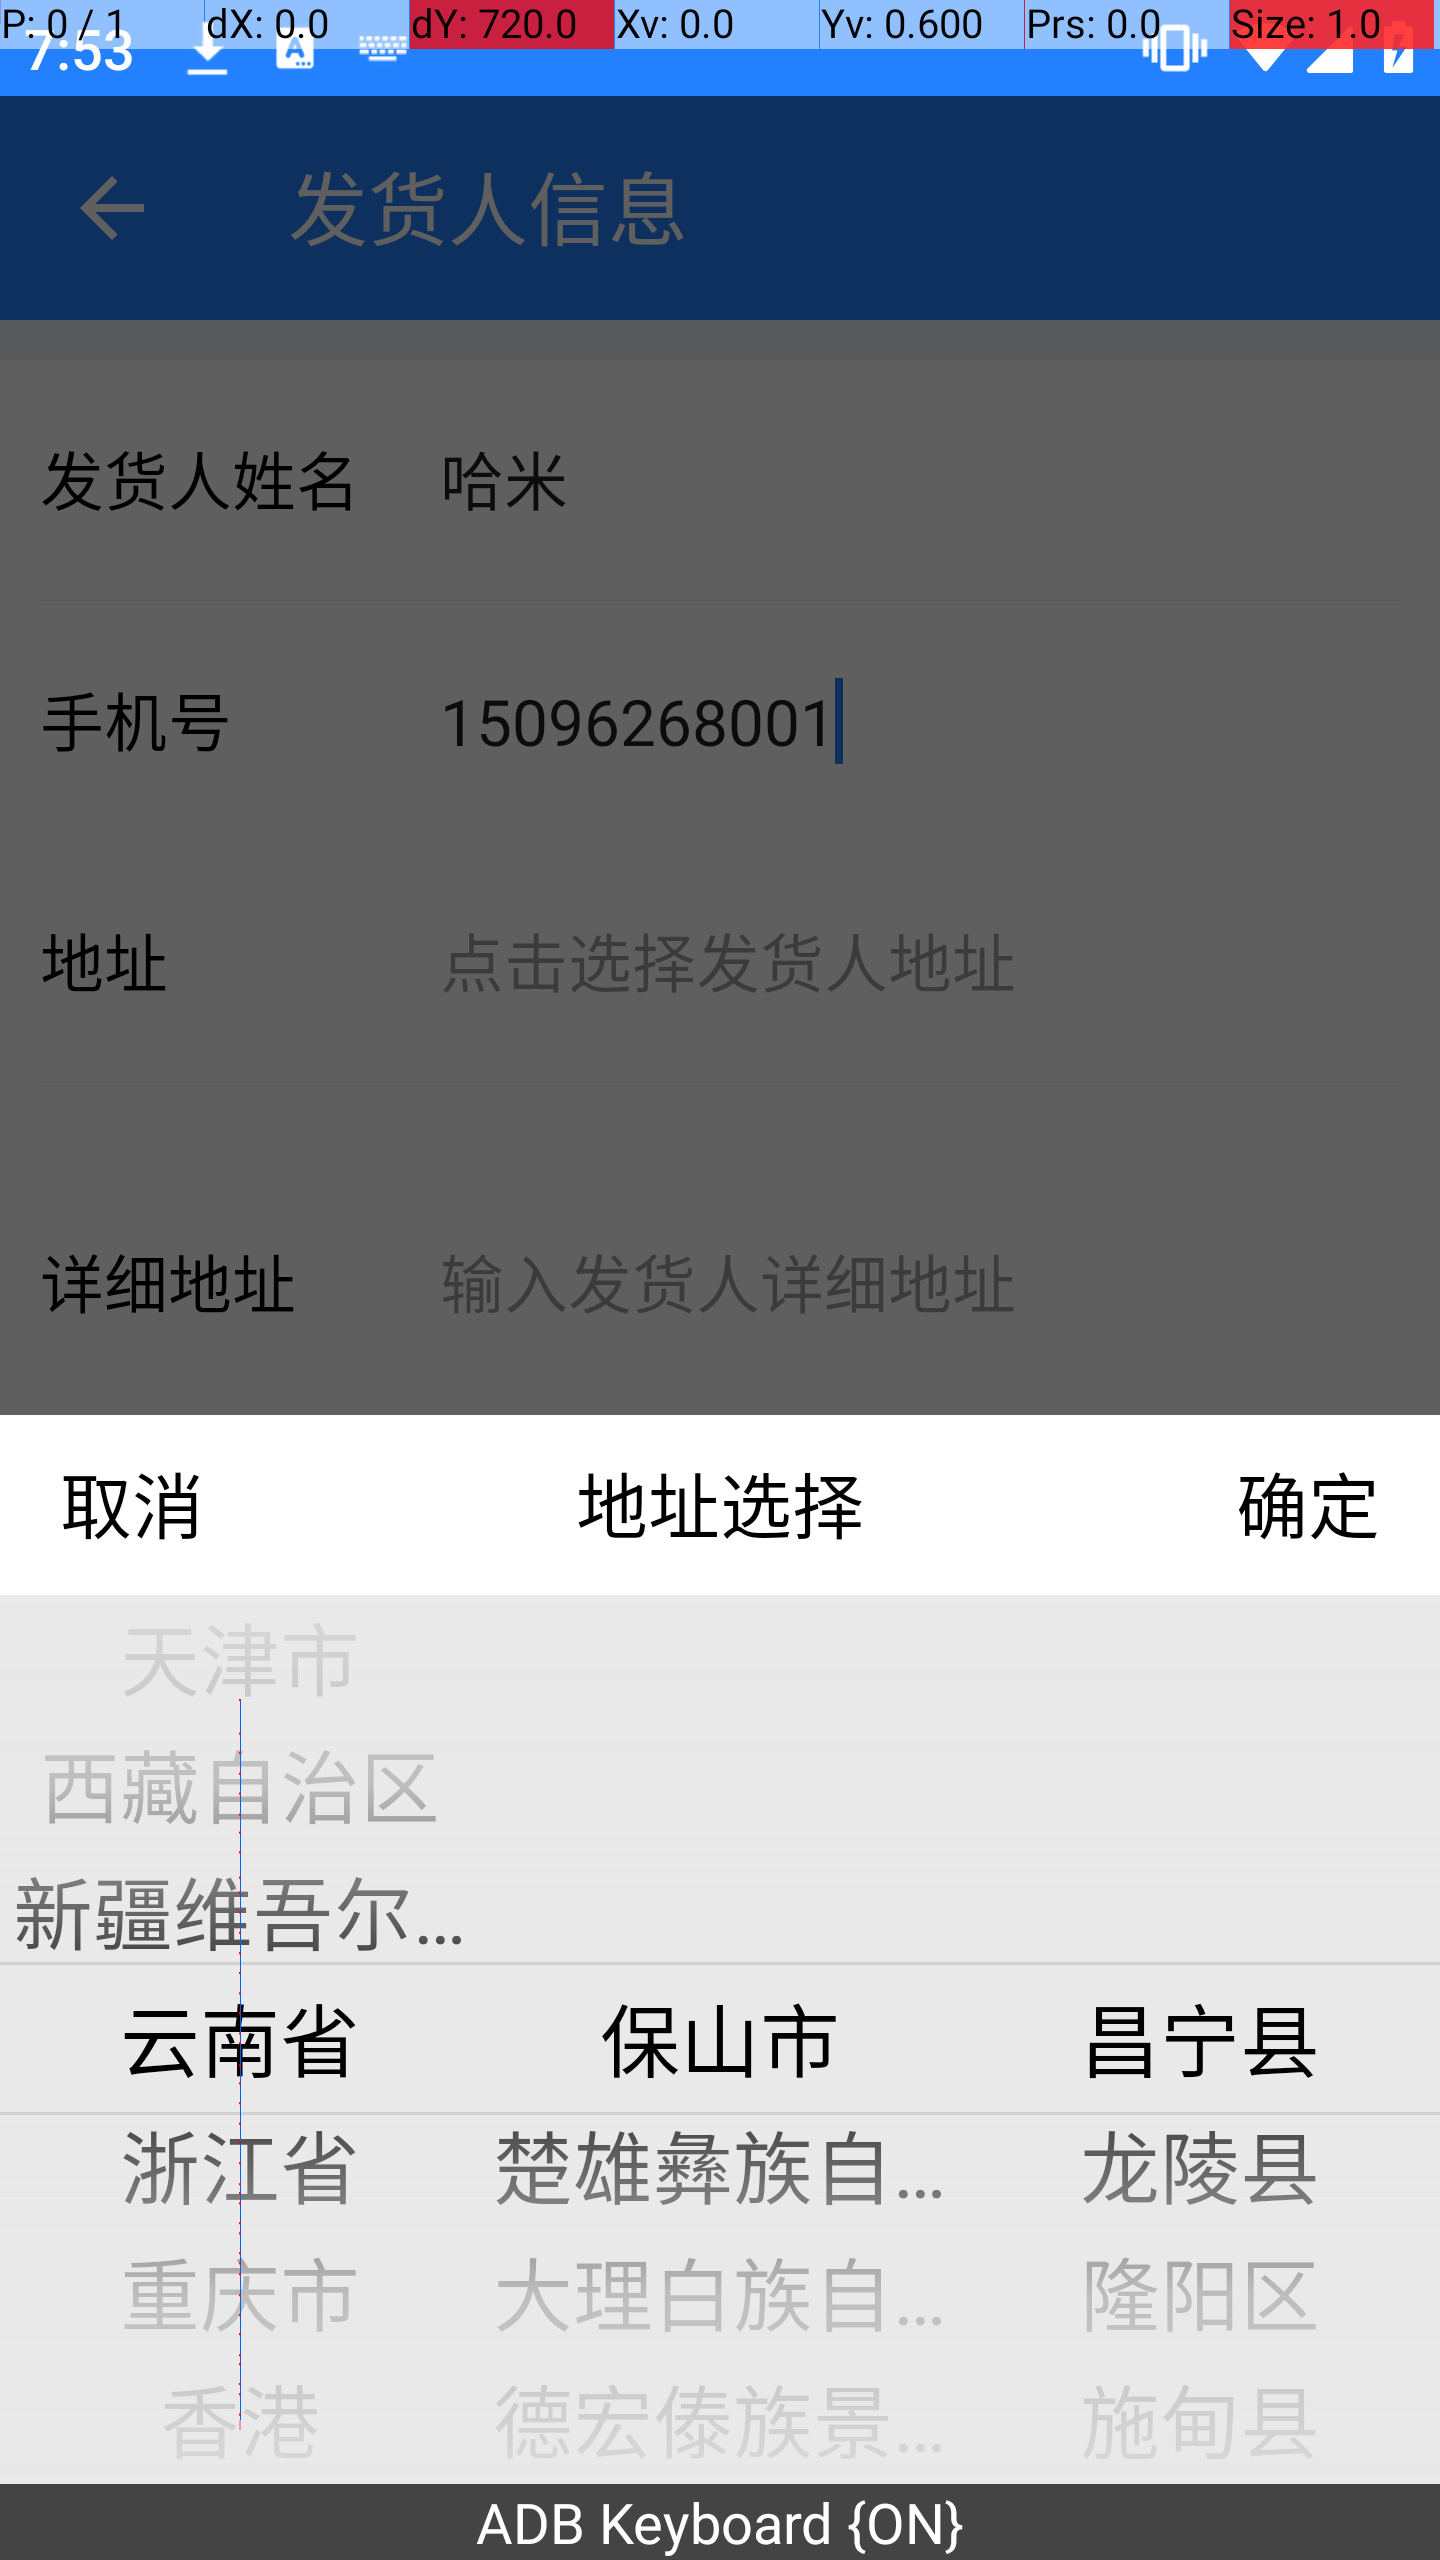 P: 0 / 1 dX: 0.0 dY: 720.0 Xv: 0.0 Yv: 0.600 Prs: 0.0 Size: 1.0
7:53
发货人信息
发货人姓名 哈米
手机号 15096268001
地址 点击选择发货人地址
详细地址 输入发货人详细地址
取消 地址选择 确定
天津市
西藏自治区
新疆维吾尔...
云南省 保山市 昌宁县
浙江省 楚雄彝族自... 龙陵县
重庆市 大理白族自... 隆阳区
香港 德宏傣族景... 施甸县
ADB Keyboard {ON}